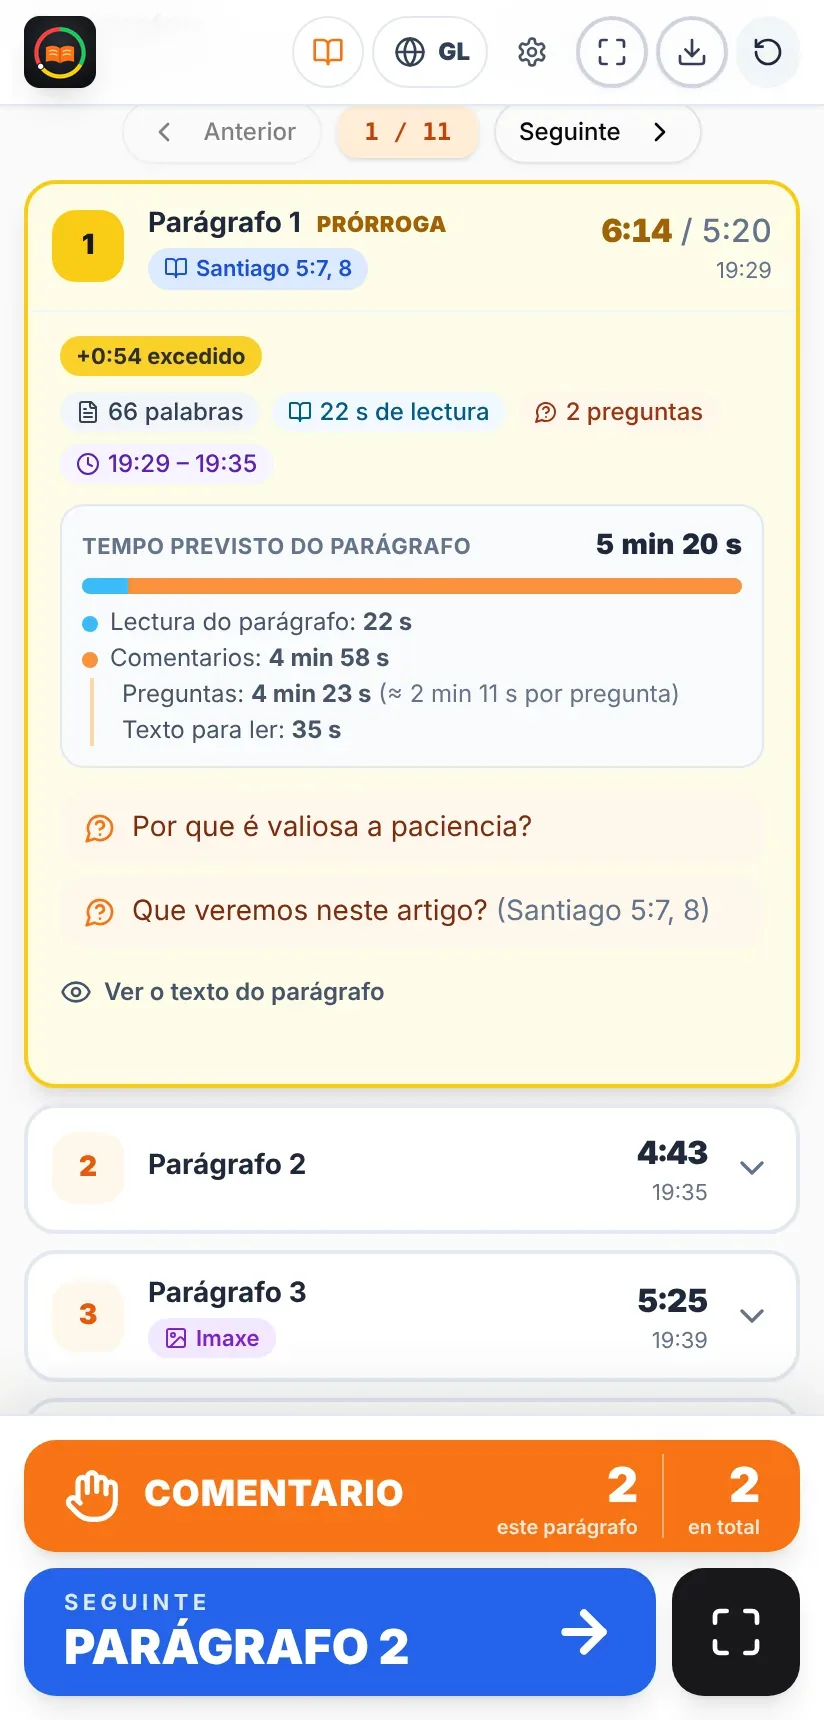 GL
Anterior
1 / 11
Seguinte
1
Parágrafo 1 PRÓRROGA
6:14 / 5:20
Santiago 5:7, 8
19:29
+0:54 excedido
66 palabras
22 s de lectura
2 preguntas
19:29 – 19:35
TEMPO PREVISTO DO PARÁGRAFO
5 min 20 s
Lectura do parágrafo: 22 s
Comentarios: 4 min 58 s
Preguntas: 4 min 23 s (≈ 2 min 11 s por pregunta)
Texto para ler: 35 s
Por que é valiosa a paciencia?
Que veremos neste artigo? (Santiago 5:7, 8)
Ver o texto do parágrafo
2
Parágrafo 2
4:43
19:35
3
Parágrafo 3
5:25
Imaxe
19:39
COMENTARIO
2
este parágrafo
2
en total
SEGUINTE
PARÁGRAFO 2